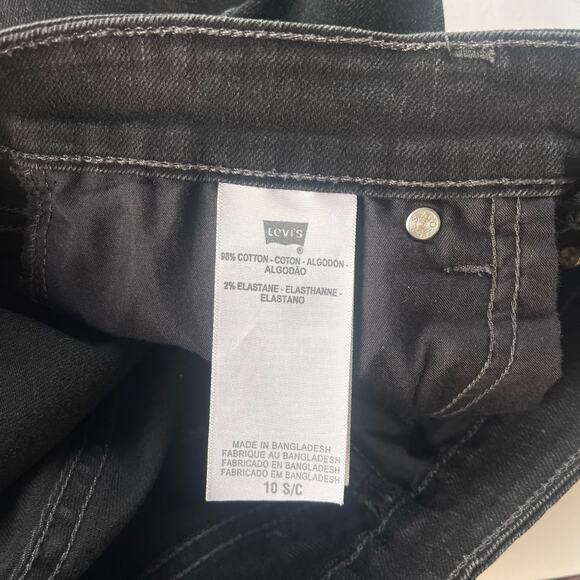 Levi's
®
98% COTTON - COTON - ALGODÓN -
ALGODÃO
2% ELASTANE - ELASTHANNE -
ELASTANO
MADE IN BANGLADESH
FABRIQUE AU BANGLADESH
FABRICADO EN BANGLADESH
FABRICADO EM BANGLADESH
10 S/C